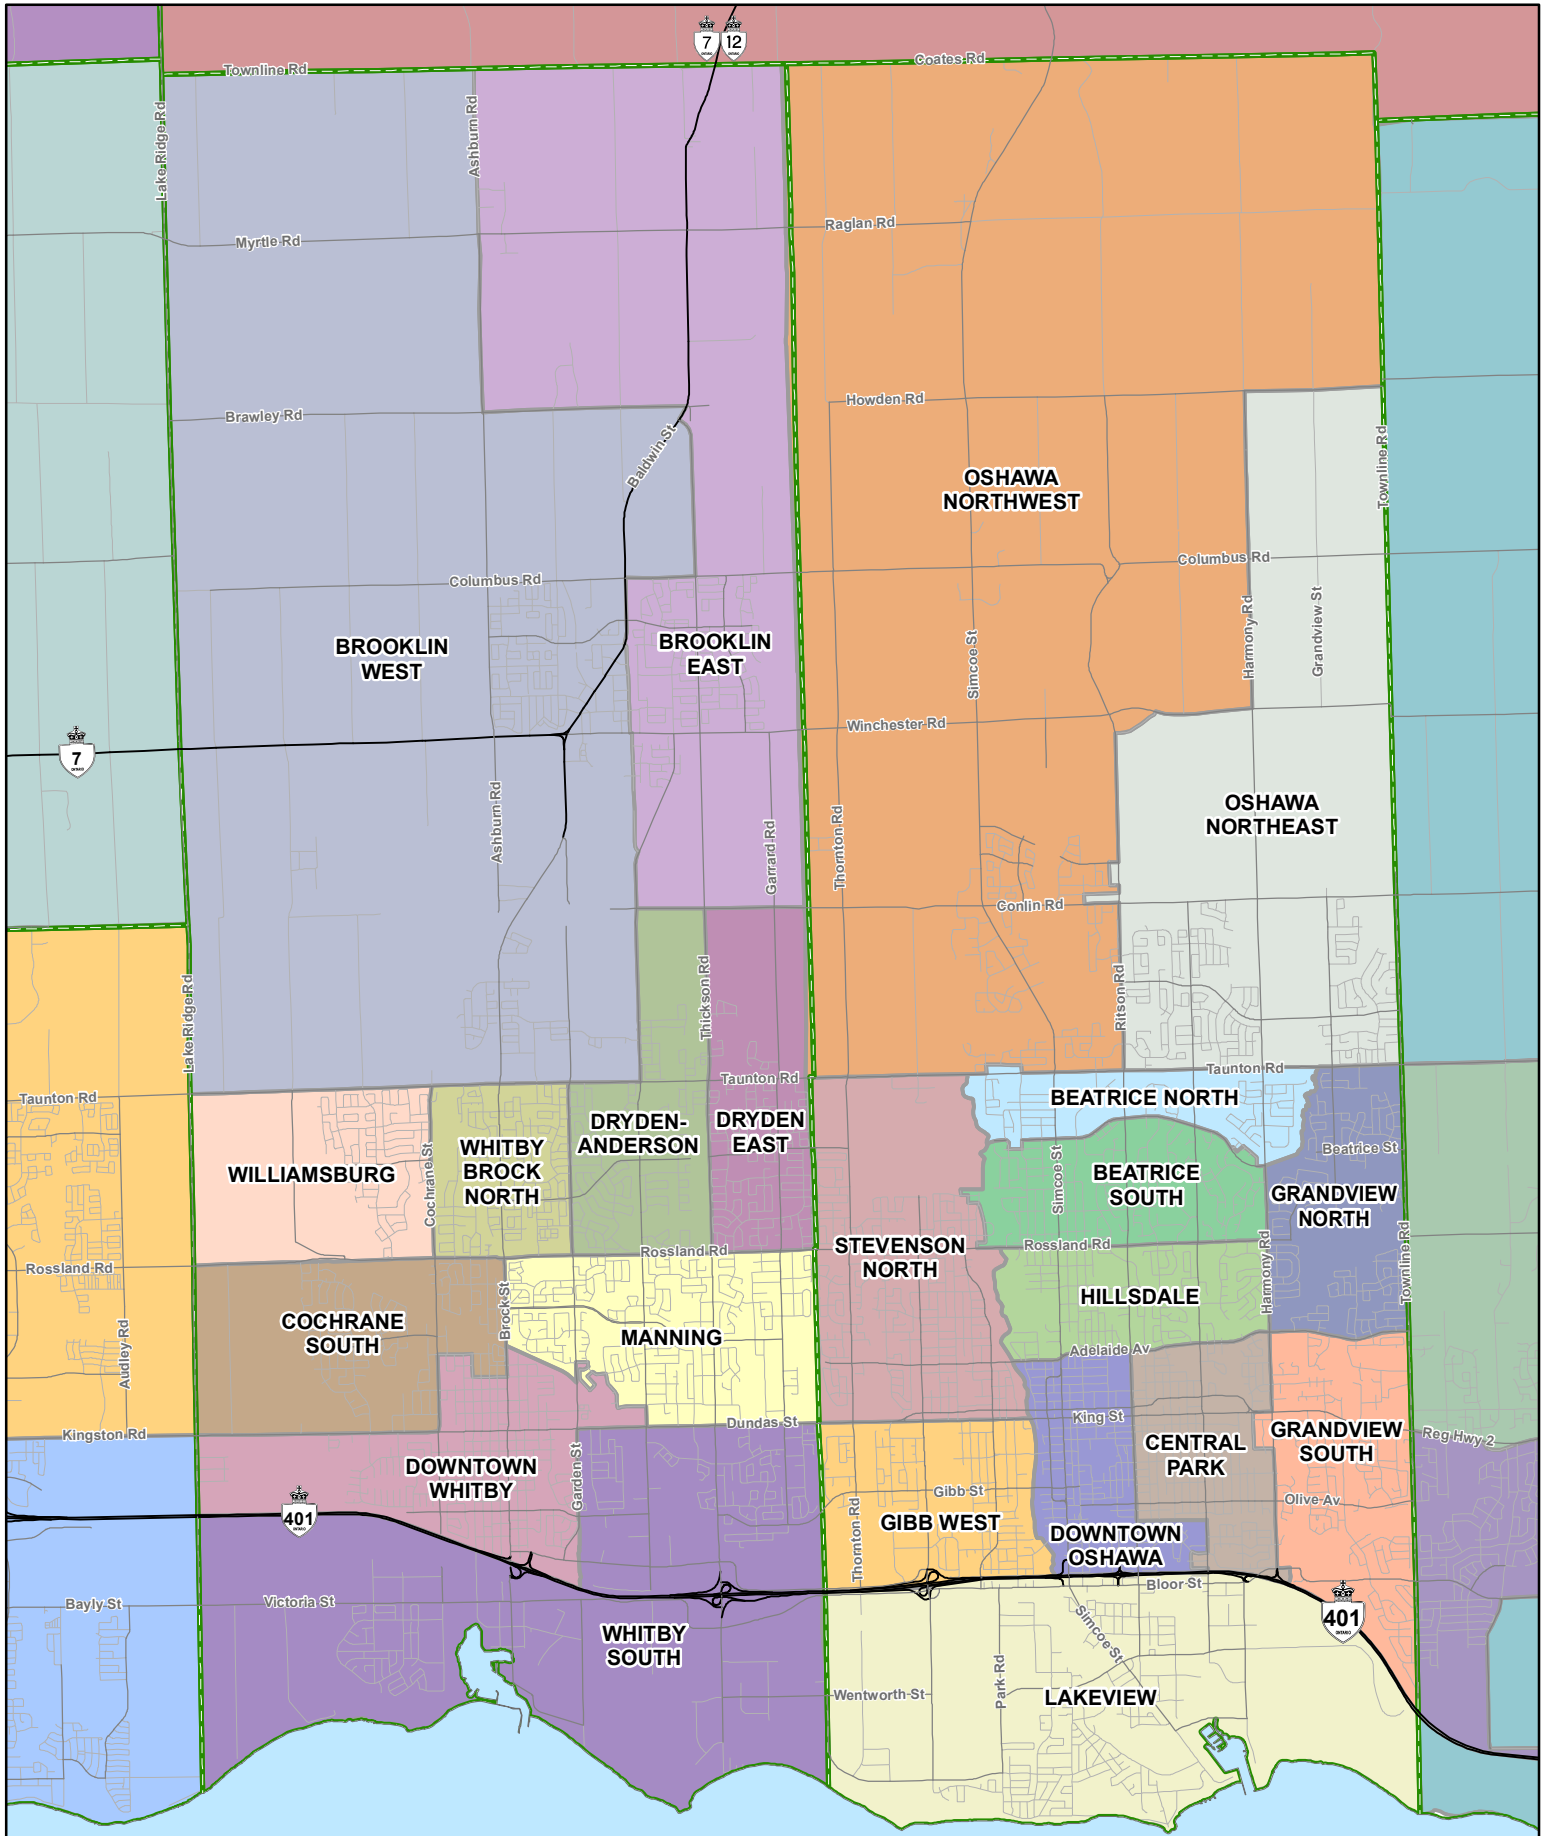 7
12
ONTARIO
ONTARIO
Townline Rd
Coates Rd
Lake Ridge Rd
Ashburn Rd
Myrtle Rd
Raglan Rd
Brawley Rd
Baldwin St
Howden Rd
Townline Rd
OSHAWA
NORTHWEST
Columbus Rd
Columbus Rd
BROOKLIN
WEST
BROOKLIN
EAST
Simcoe St
Harmony Rd
Grandview St
7
ONTARIO
Winchester Rd
Ashburn Rd
Garrard Rd
Thornton Rd
OSHAWA
NORTHEAST
Conlin Rd
Lake Ridge Rd
Thickson Rd
Ritson Rd
Taunton Rd
Taunton Rd
Taunton Rd
WILLIAMSBURG
Cochrane St
WHITBY
BROCK
NORTH
DRYDEN-
ANDERSON
DRYDEN
EAST
BEATRICE NORTH
Beatrice St
Simcoe St
BEATRICE
SOUTH
GRANDVIEW
NORTH
Rossland Rd
Rossland Rd
Rossland Rd
STEVENSON
NORTH
Harmony Rd
Townline Rd
HILLSDALE
Audley Rd
COCHRANE
SOUTH
Brock St
MANNING
Adelaide Av
Kingston Rd
Dundas St
King St
Reg Hwy 2
DOWNTOWN
WHITBY
Garden St
CENTRAL
PARK
GRANDVIEW
SOUTH
Gibb St
Olive Av
401
ONTARIO
Thornton Rd
GIBB WEST
DOWNTOWN
OSHAWA
Bayly St
Victoria St
Bloor St
401
ONTARIO
WHITBY
SOUTH
Simcoe St
Wentworth St
Park Rd
LAKEVIEW